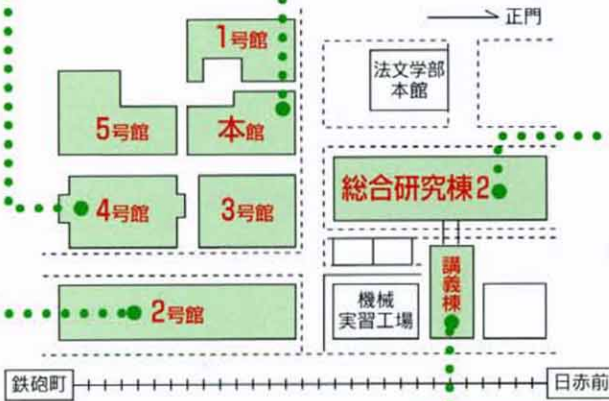 正門
1号館
法文学部
本館
5号館
本館
総合研究棟2
4号館
3号館
講義棟
2号館
機械
実習工場
鉄砲町
日赤前